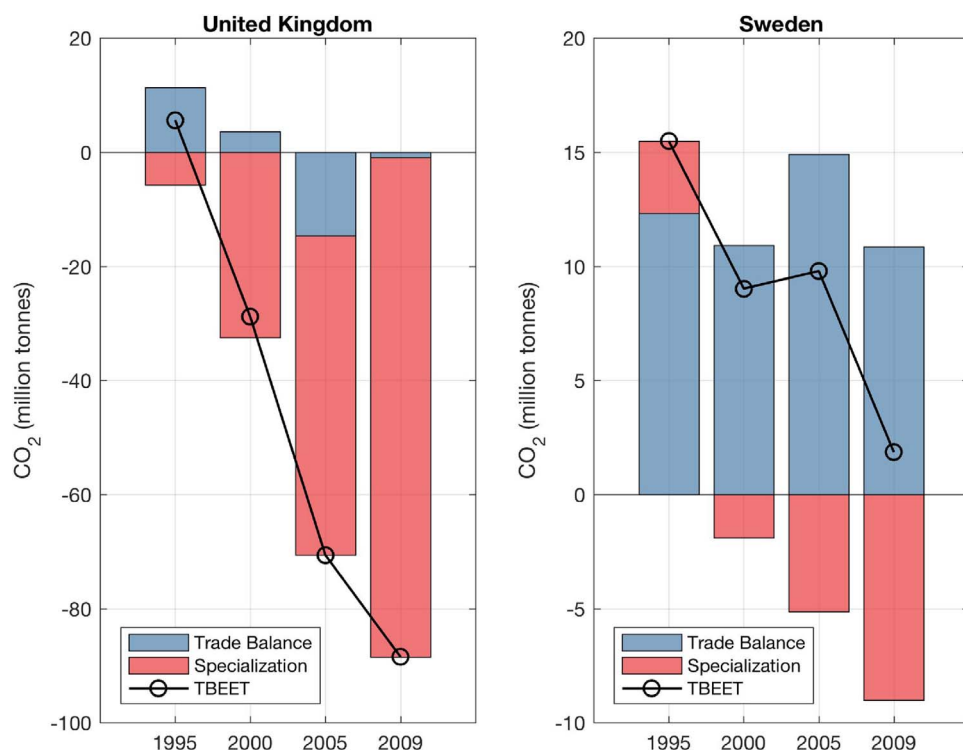 United Kingdom
20
0
-20
-40
-60
-80
-100
CO2 (million tonnes)
1995 2000 2005 2009
Trade Balance
Specialization
TBEET
Sweden
20
15
10
5
0
-5
-10
CO2 (million tonnes)
1995 2000 2005 2009
Trade Balance
Specialization
TBEET